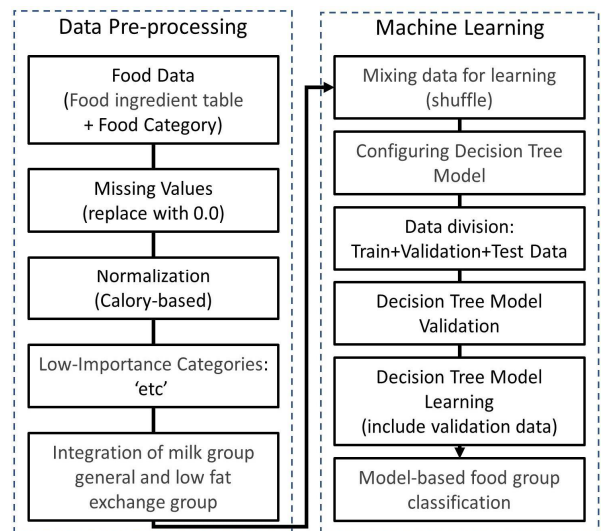 Data Pre-processing
Food Data
(Food ingredient table
+ Food Category)
Missing Values
(replace with 0.0)
Normalization
(Calory-based)
Low-Importance Categories:
‘etc’
Integration of milk group
general and low fat
exchange group
Machine Learning
Mixing data for learning
(shuffle)
Configuring Decision Tree
Model
Data division:
Train+Validation+Test Data
Decision Tree Model
Validation
Decision Tree Model
Learning
(include validation data)
Model-based food group
classification